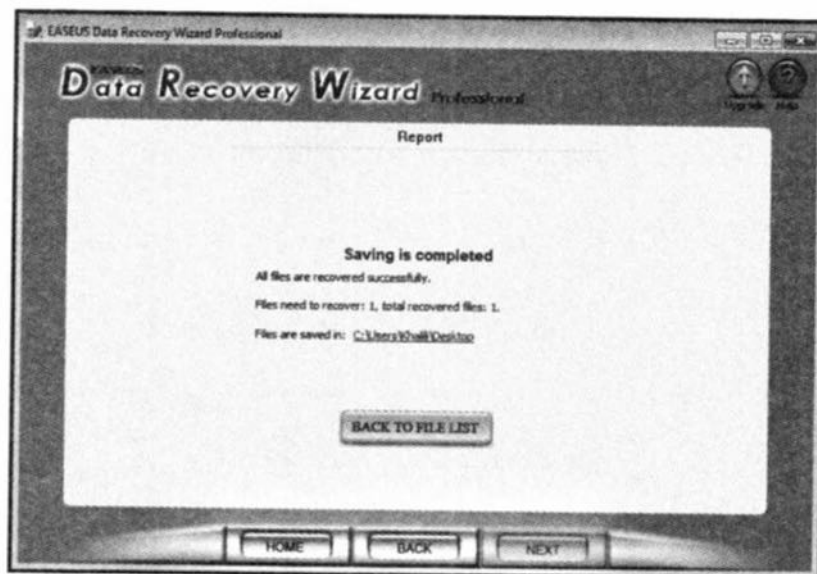 EASEUS Data Recovery Wizard Professional
EASEUS
Data Recovery Wizard Professional
Upgrade Help
Report
Saving is completed
All files are recovered successfully.
Files need to recover: 1, total recovered files: 1.
Files are saved in: C:\Users\Khalil\Desktop
BACK TO FILE LIST
HOME BACK NEXT